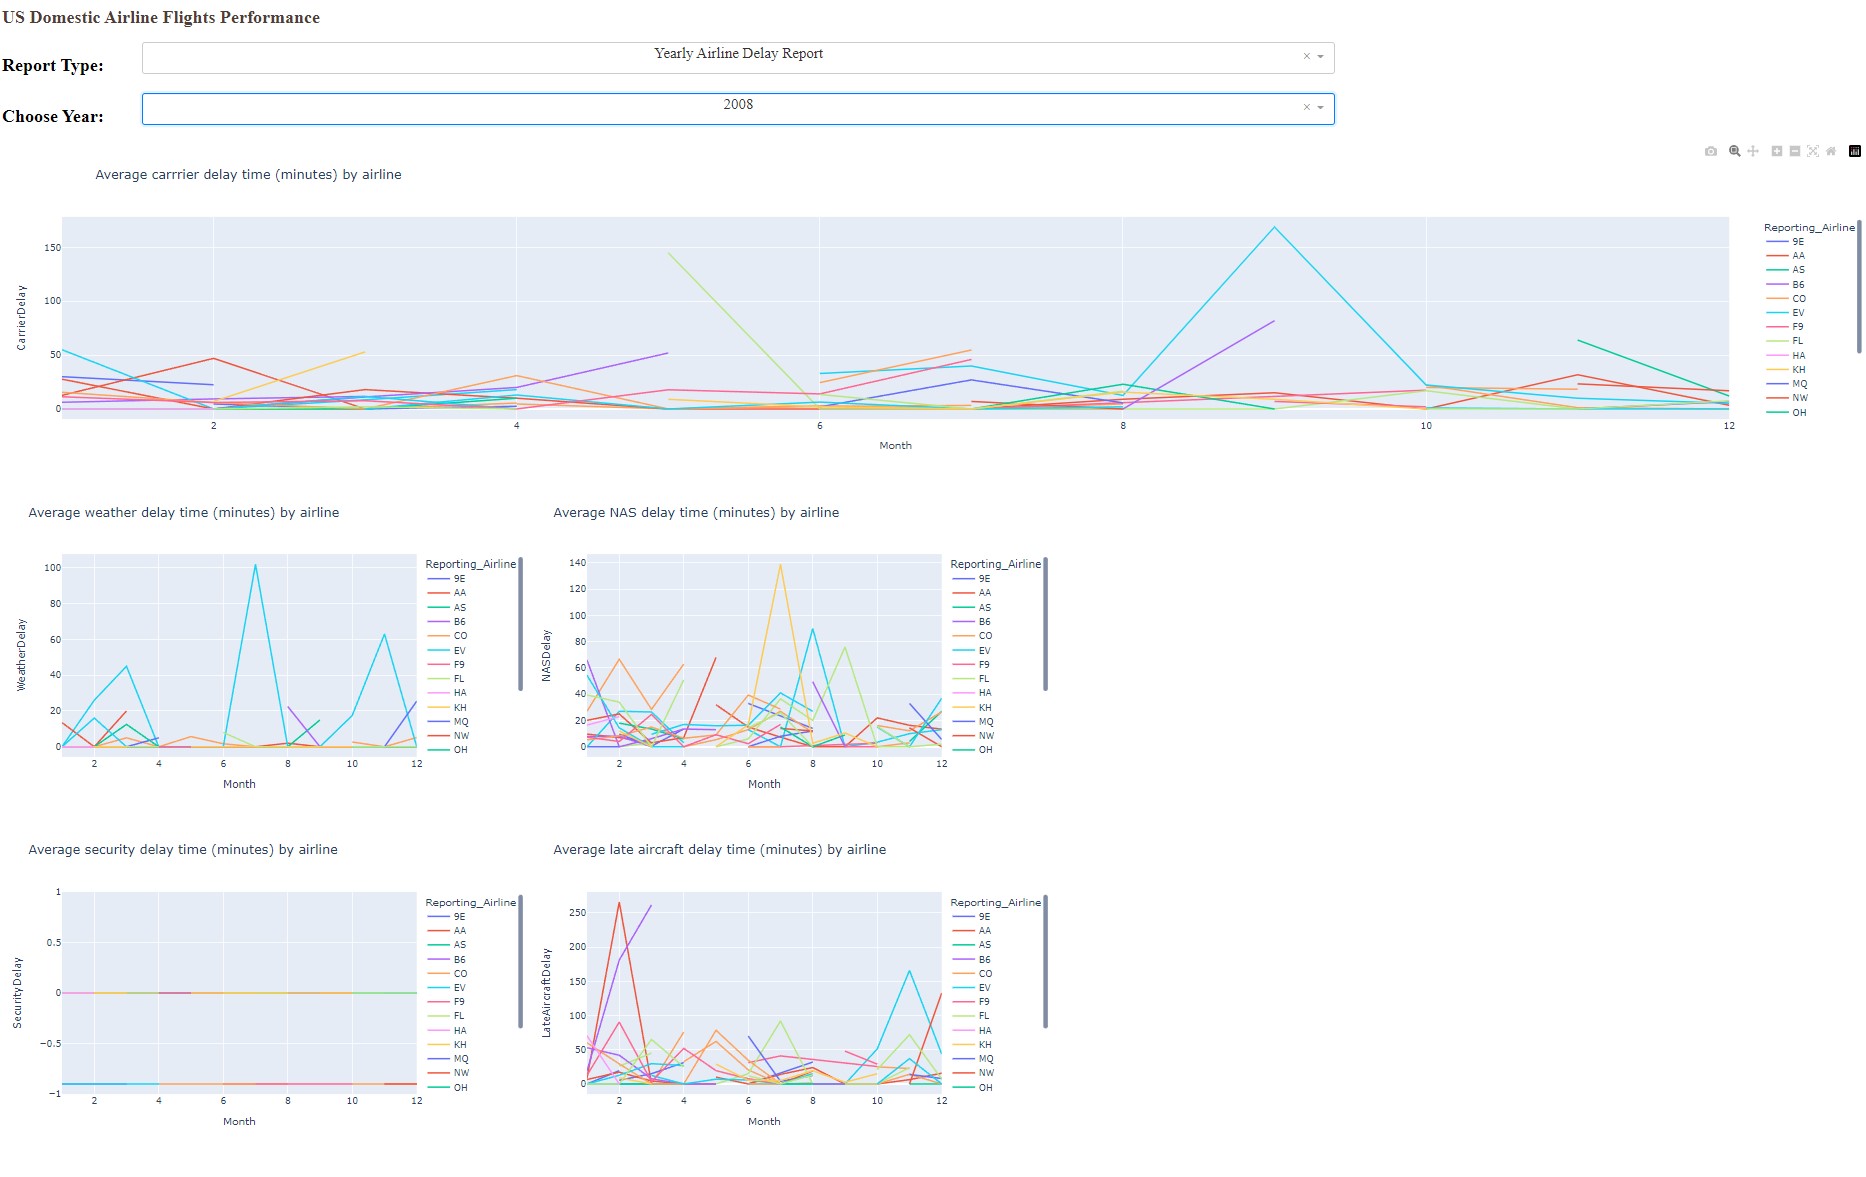 US Domestic Airline Flights Performance
Report Type:
Yearly Airline Delay Report
× 
Choose Year:
2008
×
Average carrrier delay time (minutes) by airline
CarrierDelay
150
100
50
0
2 4 6 8 10 12
Month
Reporting_Airline
9E
AA
AS
B6
CO
EV
F9
FL
HA
KH
MQ
NW
OH
Average weather delay time (minutes) by airline
WeatherDelay
100
80
60
40
20
0
2 4 6 8 10 12
Month
Reporting_Airline
9E
AA
AS
B6
CO
EV
F9
FL
HA
KH
MQ
NW
OH
Average NAS delay time (minutes) by airline
NASDelay
140
120
100
80
60
40
20
0
2 4 6 8 10 12
Month
Reporting_Airline
9E
AA
AS
B6
CO
EV
F9
FL
HA
KH
MQ
NW
OH
Average security delay time (minutes) by airline
SecurityDelay
1
0.5
0
−0.5
−1
2 4 6 8 10 12
Month
Reporting_Airline
9E
AA
AS
B6
CO
EV
F9
FL
HA
KH
MQ
NW
OH
Average late aircraft delay time (minutes) by airline
LateAircraftDelay
250
200
150
100
50
0
2 4 6 8 10 12
Month
Reporting_Airline
9E
AA
AS
B6
CO
EV
F9
FL
HA
KH
MQ
NW
OH